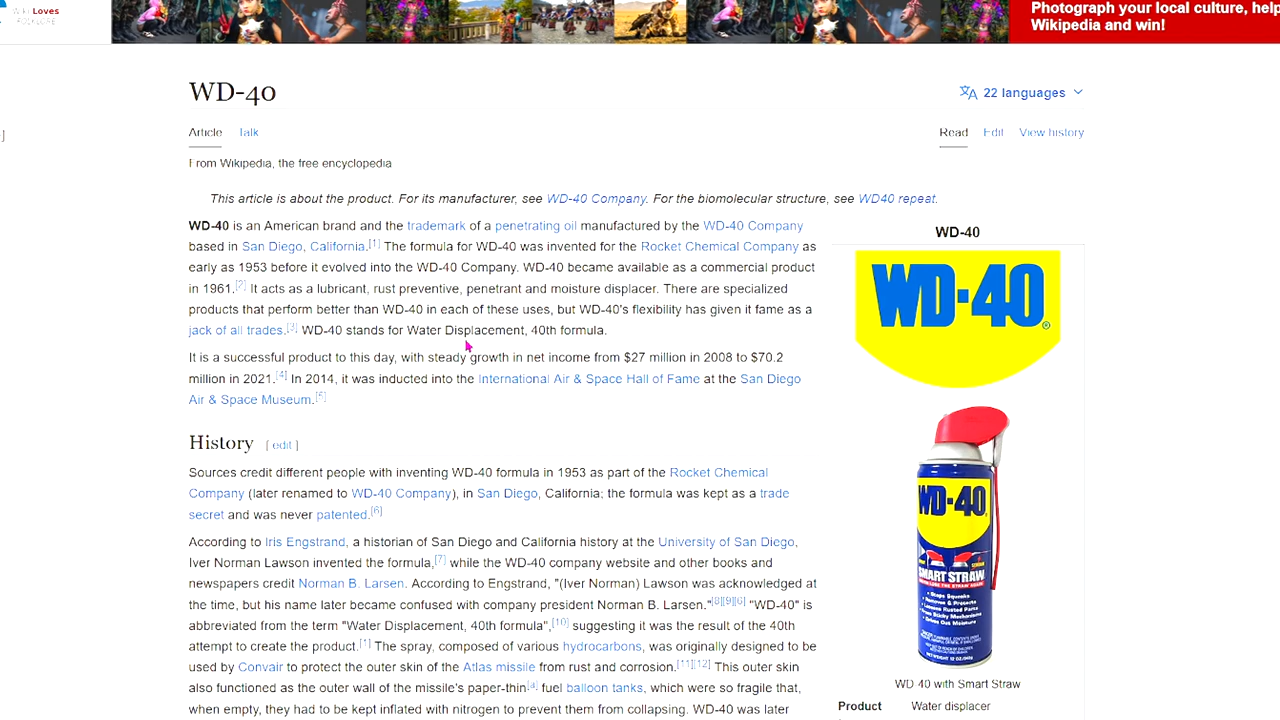 Wiki Loves
FOLKLORE
Photograph your local culture, help
Wikipedia and win!
WD-40
22 languages
Article Talk
Read Edit View history
From Wikipedia, the free encyclopedia
This article is about the product. For its manufacturer, see WD-40 Company. For the biomolecular structure, see WD40 repeat.
WD-40 is an American brand and the trademark of a penetrating oil manufactured by the WD-40 Company
based in San Diego, California.[1] The formula for WD-40 was invented for the Rocket Chemical Company as
early as 1953 before it evolved into the WD-40 Company. WD-40 became available as a commercial product
in 1961.[2] It acts as a lubricant, rust preventive, penetrant and moisture displacer. There are specialized
products that perform better than WD-40 in each of these uses, but WD-40's flexibility has given it fame as a
jack of all trades.[3] WD-40 stands for Water Displacement, 40th formula.
It is a successful product to this day, with steady growth in net income from $27 million in 2008 to $70.2
million in 2021.[4] In 2014, it was inducted into the International Air & Space Hall of Fame at the San Diego
Air & Space Museum.[5]
History [ edit ]
Sources credit different people with inventing WD-40 formula in 1953 as part of the Rocket Chemical
Company (later renamed to WD-40 Company), in San Diego, California; the formula was kept as a trade
secret and was never patented.[6]
According to Iris Engstrand, a historian of San Diego and California history at the University of San Diego,
Iver Norman Lawson invented the formula,[7] while the WD-40 company website and other books and
newspapers credit Norman B. Larsen. According to Engstrand, "(Iver Norman) Lawson was acknowledged at
the time, but his name later became confused with company president Norman B. Larsen."[8][9][6] "WD-40" is
abbreviated from the term "Water Displacement, 40th formula",[10] suggesting it was the result of the 40th
attempt to create the product.[1] The spray, composed of various hydrocarbons, was originally designed to be
used by Convair to protect the outer skin of the Atlas missile from rust and corrosion.[11][12] This outer skin
also functioned as the outer wall of the missile's paper-thin[a] fuel balloon tanks, which were so fragile that,
when empty, they had to be kept inflated with nitrogen to prevent them from collapsing. WD-40 was later
WD-40
WD-40®
WD-40
SMART STRAW
• Stops Squeaks
• Removes & Protects
• Loosens Rusted Parts
• Frees Sticky Mechanisms
• Drives Out Moisture
WD 40 with Smart Straw
Product Water displacer